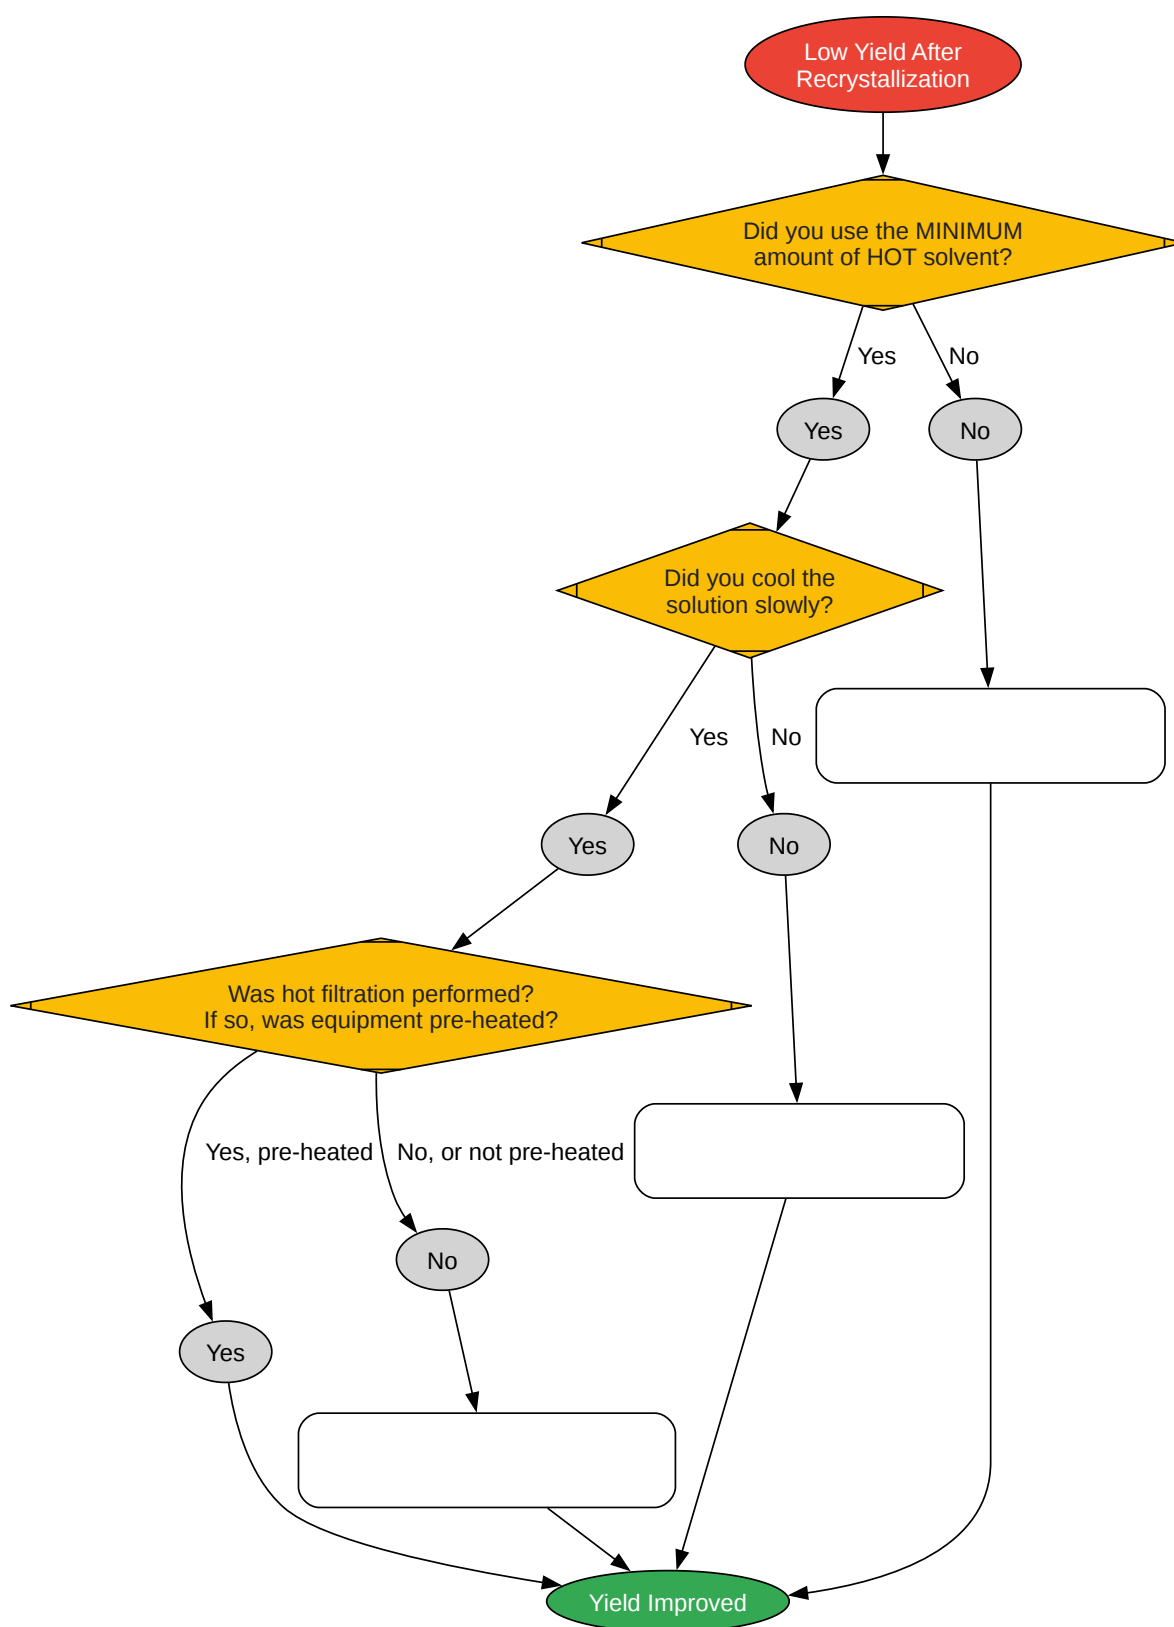 Low Yield After
Recrystallization
Did you use the MINIMUM
amount of HOT solvent?
Yes
No
Yes
No
Did you cool the
solution slowly?
Yes
No
Yes
No
Was hot filtration performed?
If so, was equipment pre-heated?
Yes, pre-heated
No, or not pre-heated
No
Yes
Yield Improved